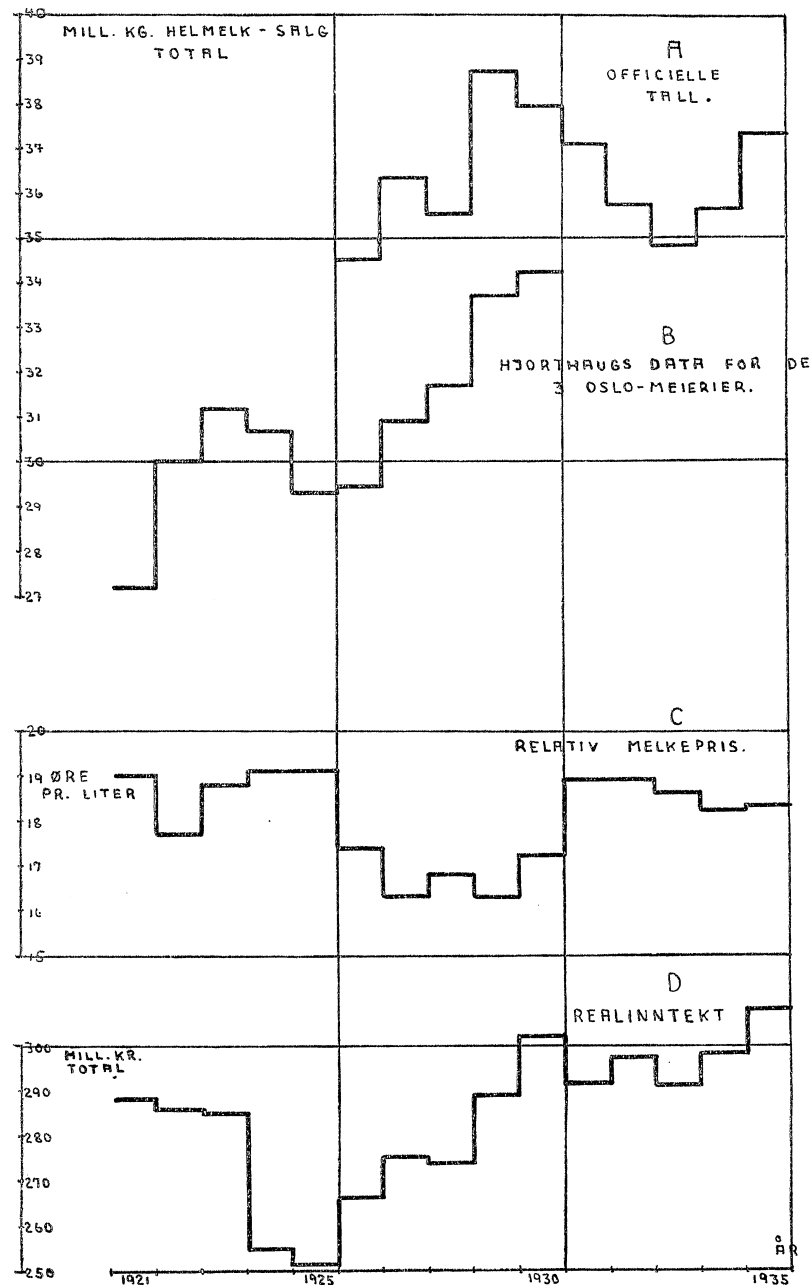 40
MILL. KG. HELMELK - SALG
TOTAL
39
38
37
36
35
34
33
32
31
30
29
28
27
A
OFFICIELLE
TALL.
B
HJORTHAUGS DATA FOR DE
3 OSLO-MEIERIER.
C
RELATIV MELKEPRIS.
20
19 ØRE
PR. LITER
18
17
16
15
D
REALINNTEKT
300
MILL. KR.
TOTAL
290
280
270
260
250
1921
1925
1930
1935
ÅR